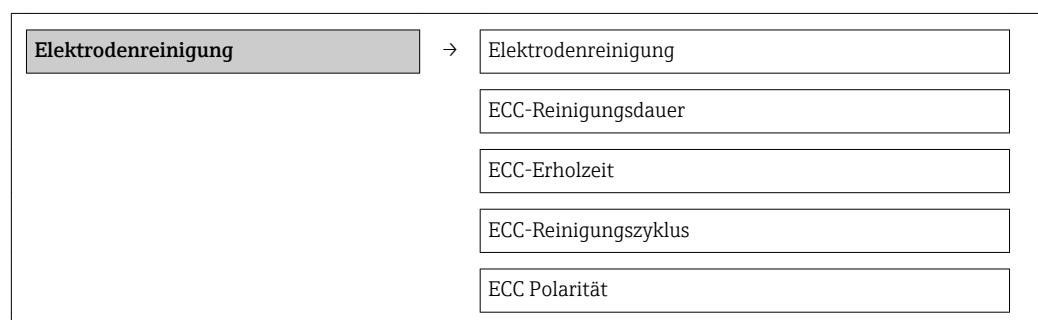 Elektrodenreinigung → Elektrodenreinigung
ECC-Reinigungsdauer
ECC-Erholzeit
ECC-Reinigungszyklus
ECC Polarität